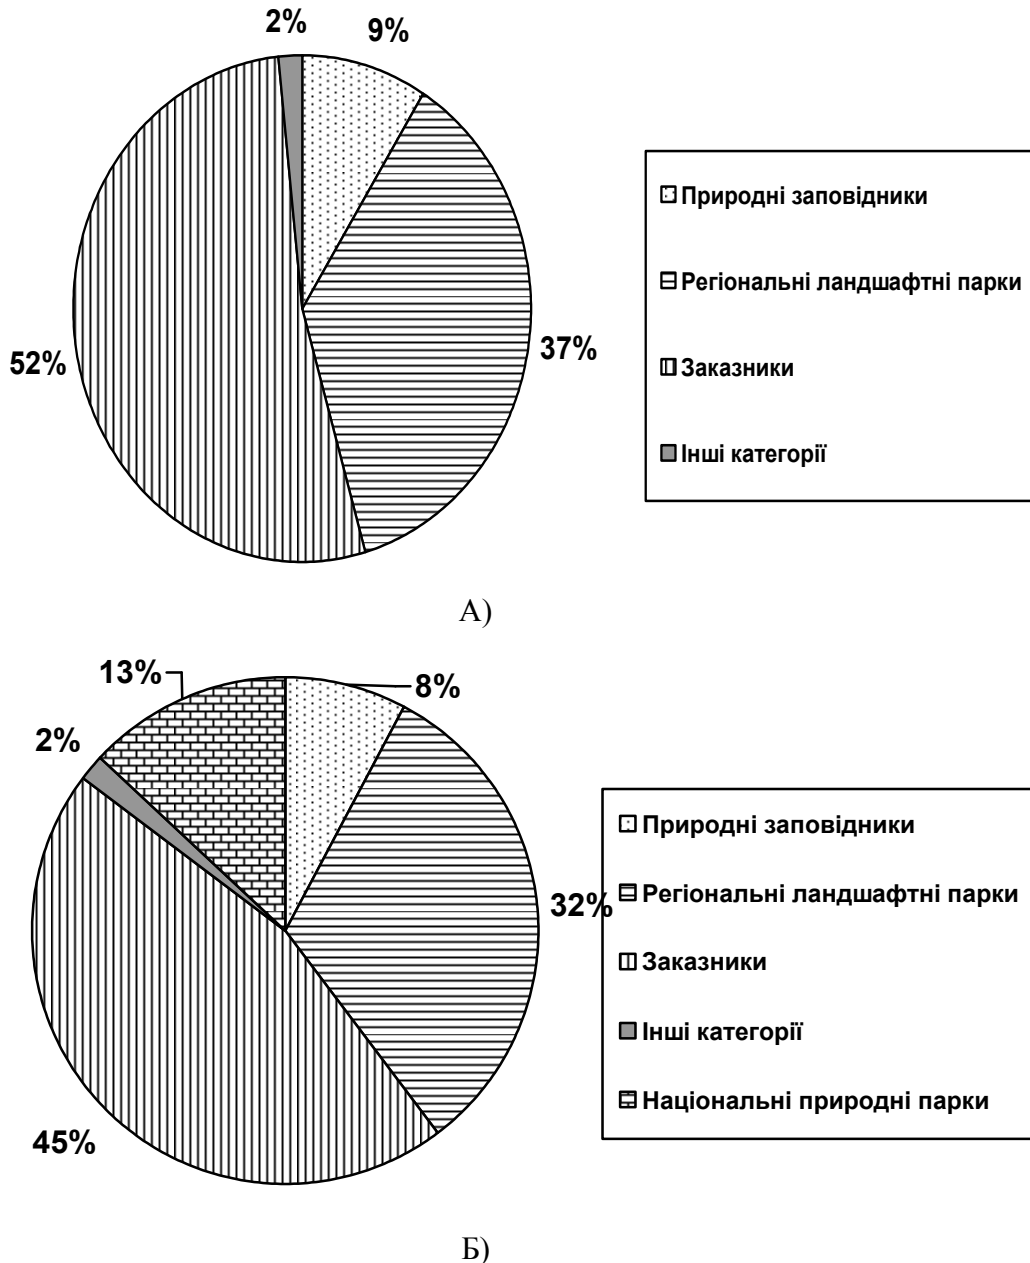 2%
9%
Природні заповідники
Регіональні ландшафтні парки
37%
52%
Заказники
Інші категорії
А)
13%
8%
2%
Природні заповідники
32%
Регіональні ландшафтні парки
Заказники
Інші категорії
Національні природні парки
45%
Б)